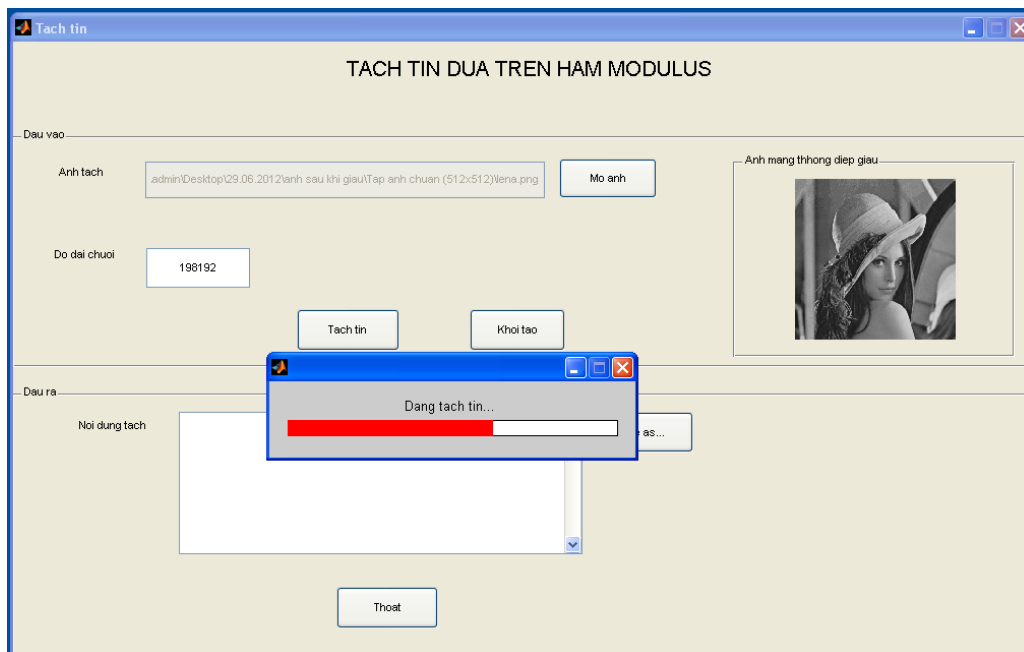 Tach tin
TACH TIN DUA TREN HAM MODULUS
Dau vao
Anh tach
admin\Desktop\29.06.2012\anh sau khi giau\Tap anh chuan (512x512)\lena.png
Mo anh
Anh mang thhong diep giau
Do dai chuoi
198192
Tach tin
Khoi tao
Dang tach tin...
Dau ra
Noi dung tach
as...
Thoat